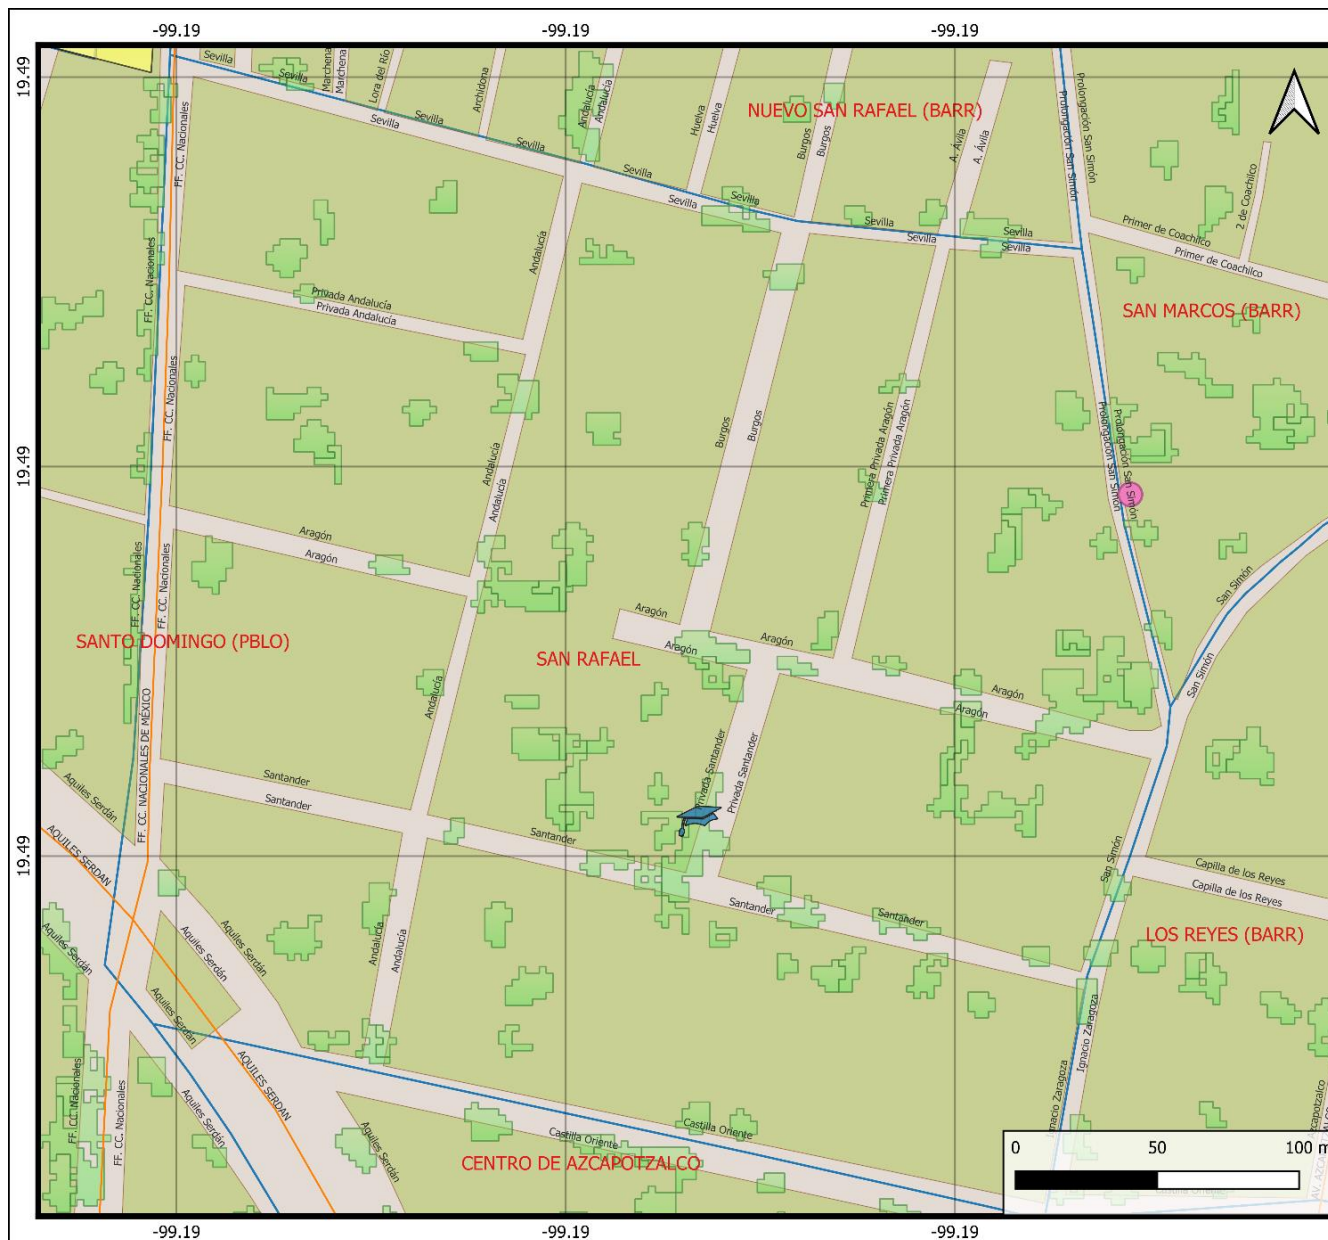 -99.19
-99.19
-99.19
19.49
19.49
19.49
Sevilla
Sevilla
Marchena
Marchena
Lora del Río
Sevilla
Sevilla
Archidona
Sevilla
Andalucía
Andalucía
Huelva
Huelva
NUEVO SAN RAFAEL (BARR)
Burgos
Burgos
A. Ávila
A. Ávila
Prolongación San Simón
Prolongación San Simón
2 de Coachilco
Primer de Coachilco
Primer de Coachilco
FF. CC. Nacionales
FF. CC. Nacionales
Sevilla
Sevilla
Sevilla
Sevilla
Sevilla
Sevilla
Sevilla
Andalucía
Privada Andalucía
Privada Andalucía
SAN MARCOS (BARR)
FF. CC. Nacionales
Andalucía
Andalucía
Burgos
Burgos
Primera Privada Aragón
Primera Privada Aragón
Prolongación San Simón
Prolongación San Simón
Aragón
Aragón
FF. CC. Nacionales
FF. CC. Nacionales
San Simón
San Simón
SANTO DOMINGO (PBLO)
SAN RAFAEL
Aragón
Aragón
Aragón
Aragón
Aragón
Andalucía
FF. CC. NACIONALES DE MÉXICO
Privada Santander
Privada Santander
Santander
Santander
Aquiles Serdán
AQUILES SERDAN
Santander
Santander
Santander
San Simón
Capilla de los Reyes
Capilla de los Reyes
LOS REYES (BARR)
Aquiles Serdán
Aquiles Serdán
Aquiles Serdán
Aquiles Serdán
Andalucía
Andalucía
AQUILES SERDAN
Aquiles Serdán
Aquiles Serdán
FF. CC. Nacionales
FF. CC. Nacionales
Ignacio Zaragoza
Ignacio Zaragoza
Castilla Oriente
Castilla Oriente
CENTRO DE AZCAPOTZALCO
Azcapotzalco
0 50 100 m
-99.19
-99.19
-99.19